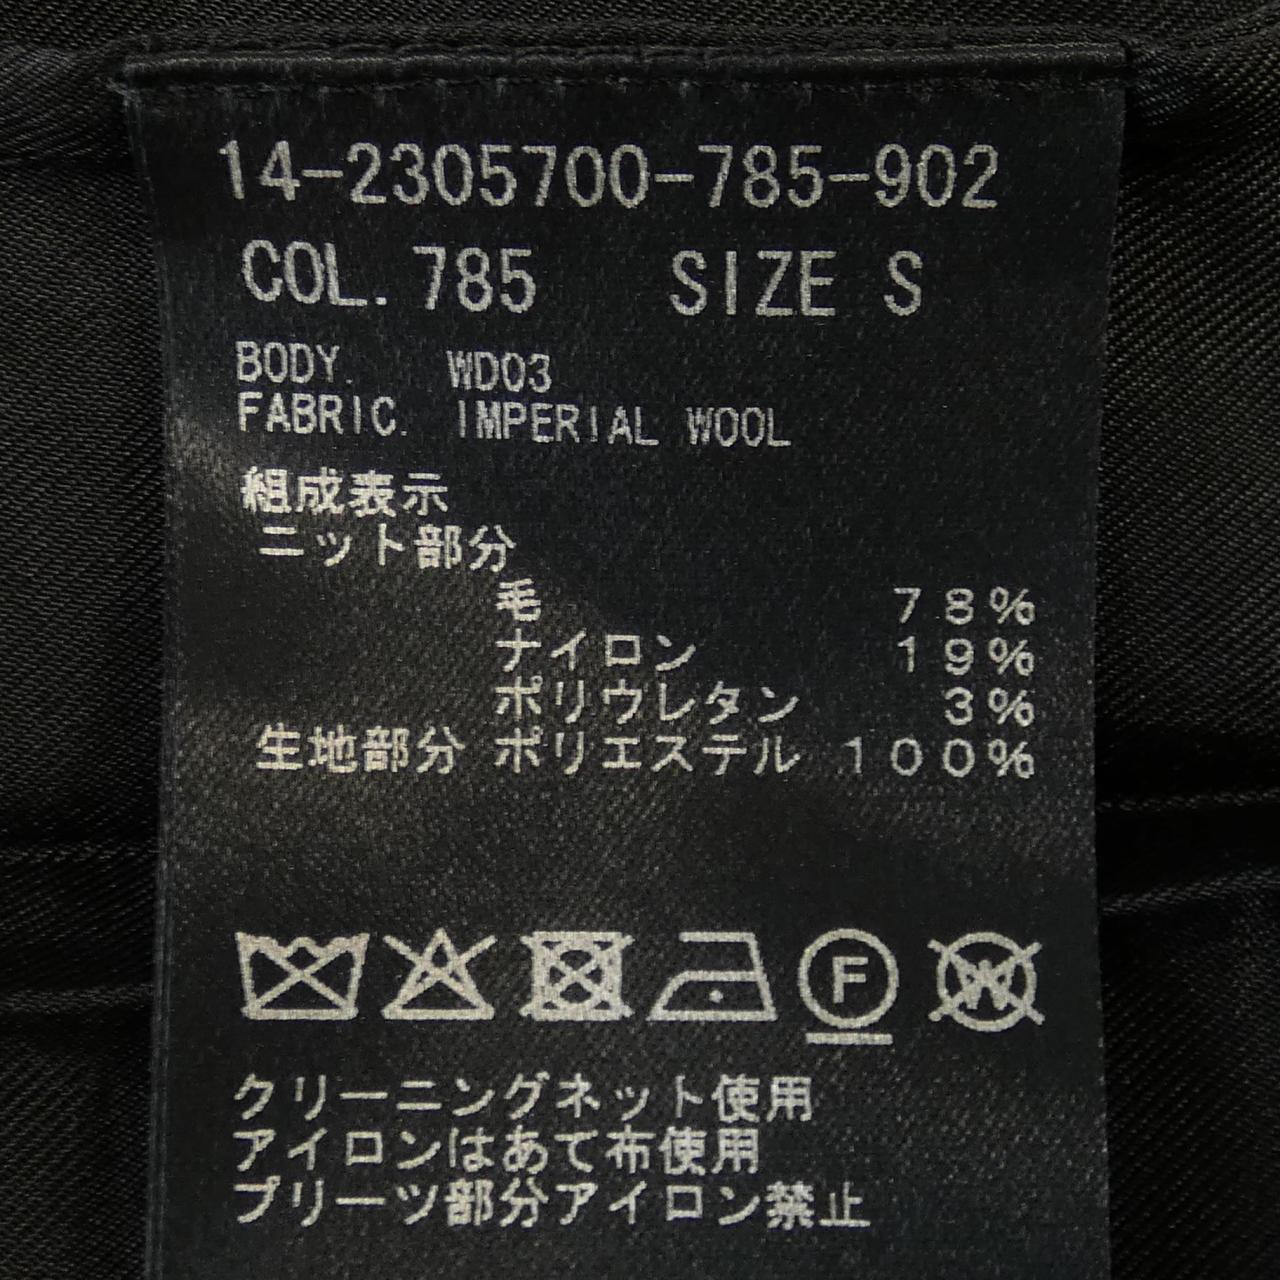 14-2305700-785-902
COL. 785 SIZE S
BODY. WD03
FABRIC. IMPERIAL WOOL
組成表示
ニット部分
毛 78%
ナイロン 19%
ポリウレタン 3%
生地部分 ポリエステル 100%
F W
クリーニングネット使用
アイロンはあて布使用
プリーツ部分アイロン禁止